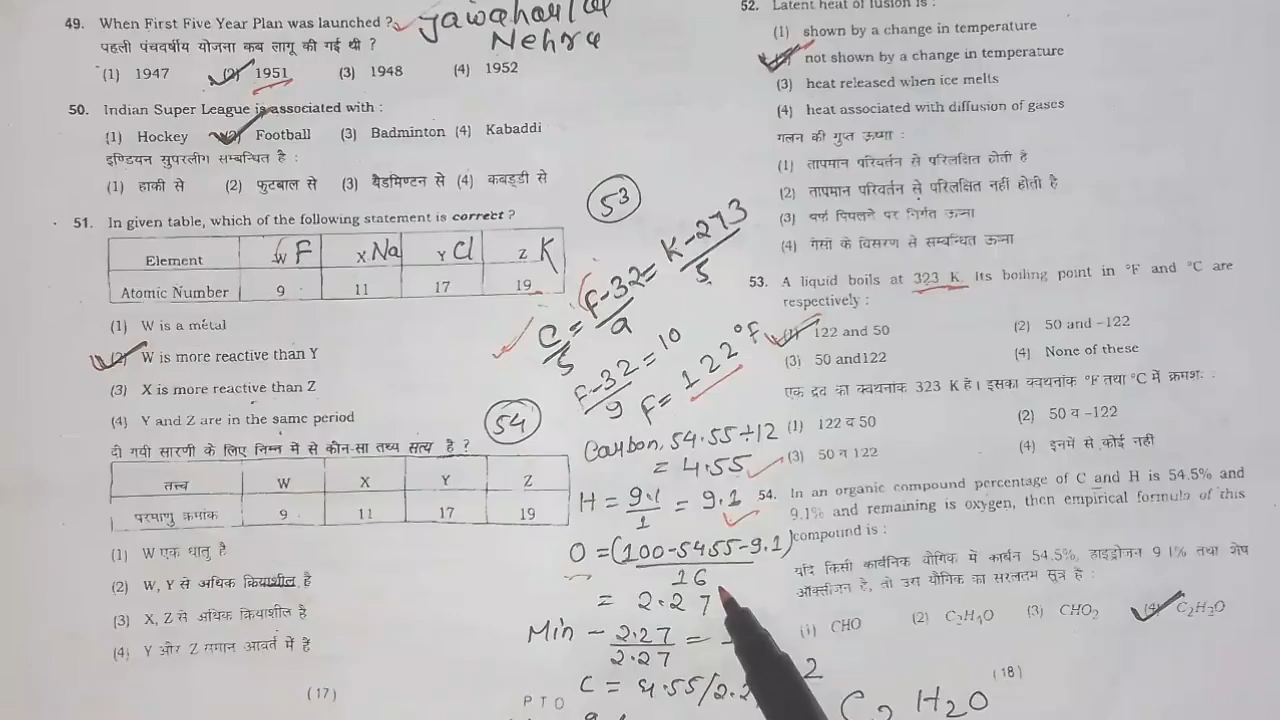 49. When First Five Year Plan was launched ? Jawaharlal
Nehru
पहली पंचवर्षीय योजना कब लागू की गई थी ?
(1) 1947 (2) 1951 (3) 1948 (4) 1952
50. Indian Super League is associated with :
(1) Hockey (2) Football (3) Badminton (4) Kabaddi
इण्डियन सुपरलीग सम्बन्धित है :
(1) हाकी से (2) फुटबाल से (3) बैडमिण्टन से (4) कबड्डी से
51. In given table, which of the following statement is correct ?
Element W F X Na Y Cl Z K
Atomic Number 9 11 17 19
(1) W is a metal
(2) W is more reactive than Y
(3) X is more reactive than Z
(4) Y and Z are in the same period
दी गयी सारणी के लिए निम्न में से कौन-सा तथ्य सत्य है ?
तत्त्व W X Y Z
परमाणु क्रमांक 9 11 17 19
(1) W एक धातु है
(2) W, Y से अधिक क्रियाशील है
(3) X, Z से अधिक क्रियाशील है
(4) Y और Z समान आवर्त में हैं
(17)
P T O
53
C/5 = F-32/9 = K-273/5
F-32/9 = 10
F = 122°F
54
Carbon, 54.55÷12
= 4.55
H = 9.1/1 = 9.1
O = (100-5455-9.1)
16
= 2.27
Min - 2.27/2.27 =
C = 4.55/2.2 2
52. Latent heat of fusion is :
(1) shown by a change in temperature
(2) not shown by a change in temperature
(3) heat released when ice melts
(4) heat associated with diffusion of gases
गलन की गुप्त ऊष्मा :
(1) तापमान परिवर्तन से परिलक्षित होती है
(2) तापमान परिवर्तन से परिलक्षित नहीं होती है
(3) बर्फ पिघलने पर निर्गत ऊष्मा
(4) गैसों के विसरण से सम्बन्धित ऊष्मा
53. A liquid boils at 323 K. Its boiling point in °F and °C are
respectively :
(1) 122 and 50 (2) 50 and -122
(3) 50 and122 (4) None of these
एक द्रव का क्वथनांक 323 K है। इसका क्वथनांक °F तथा °C में क्रमशः
(1) 122 व 50 (2) 50 व -122
(3) 50 व 122 (4) इनमें से कोई नहीं
54. In an organic compound percentage of C and H is 54.5% and
9.1% and remaining is oxygen, then empirical formula of this
compound is :
यदि किसी कार्बनिक यौगिक में कार्बन 54.5%, हाइड्रोजन 9.1% तथा शेष
ऑक्सीजन है, तो उस यौगिक का सरलतम सूत्र है :
(1) CHO (2) C₂H₄O (3) CHO₂ (4)
(18)